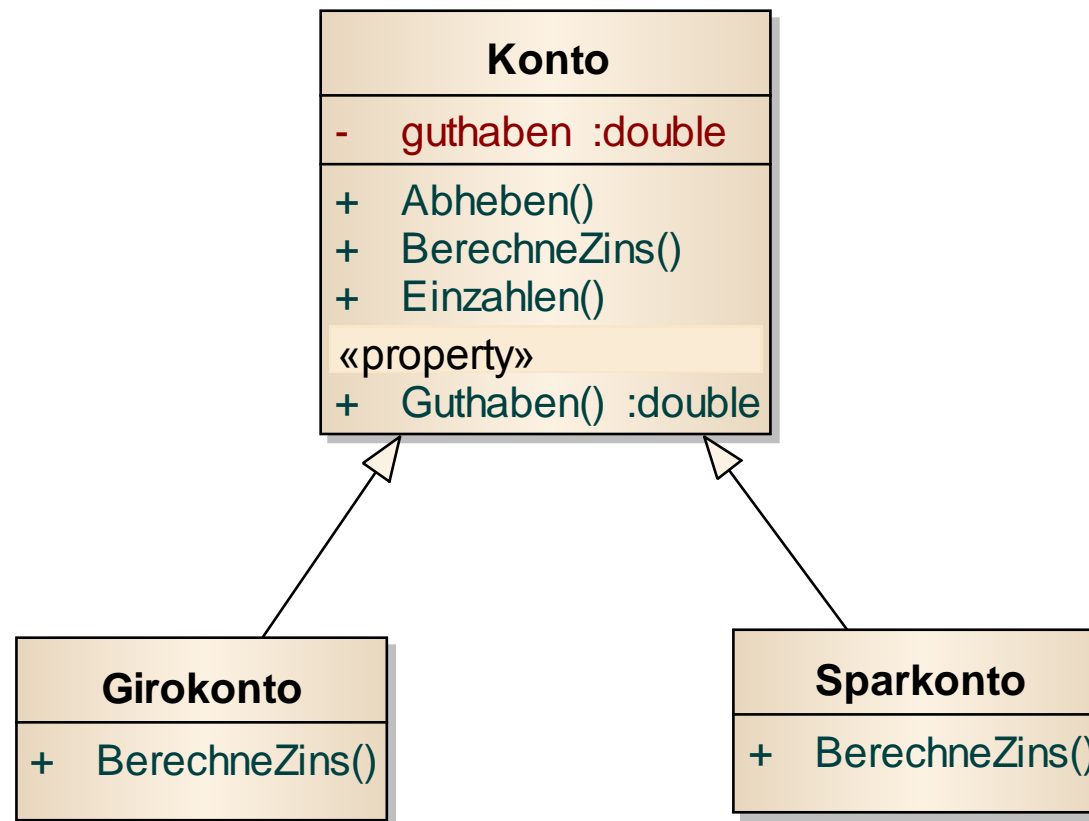 Konto
- guthaben :double
+ Abheben()
+ BerechneZins()
+ Einzahlen()
«property»
+ Guthaben() :double
Girokonto
+ BerechneZins()
Sparkonto
+ BerechneZins()